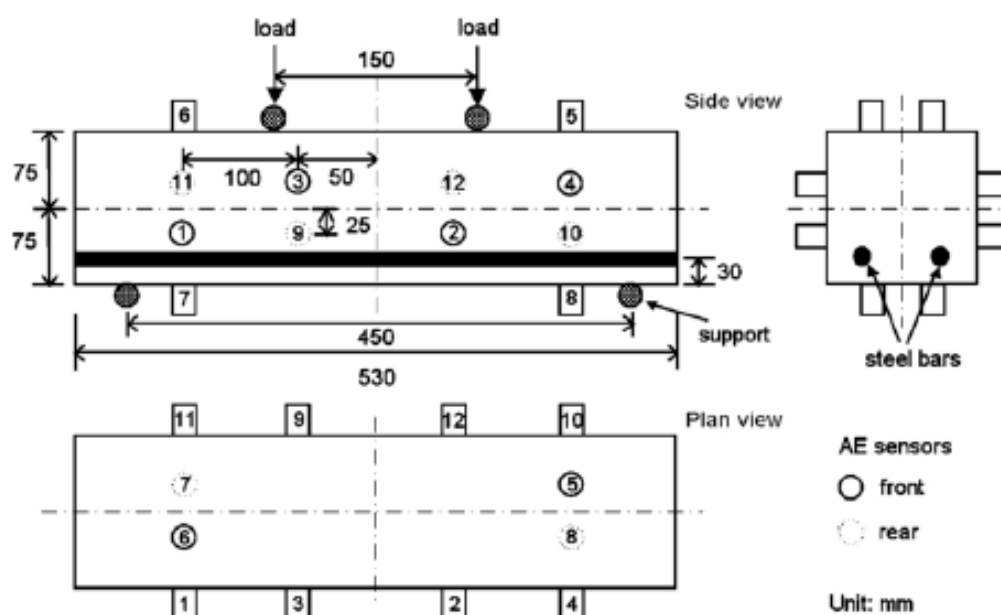 load load
150
6 5 Side view
75 11 100 3 50 12 4
75 1 9 25 2 10
30
7 8
support
450
steel bars
530
11 9 12 10 Plan view
AE sensors
7 5 front
6 8 rear
1 3 2 4 Unit: mm